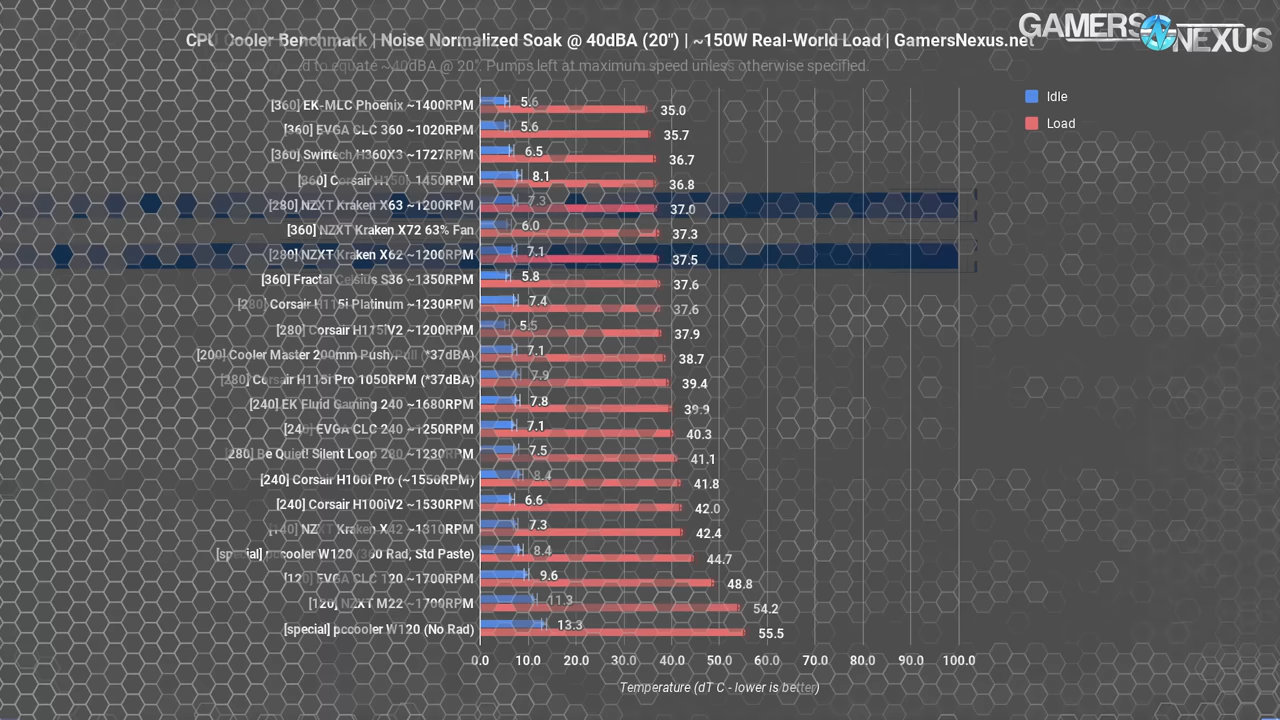 GAMERS NEXUS
CPU Cooler Benchmark | Noise Normalized Soak @ 40dBA (20") | ~150W Real-World Load | GamersNexus.net
d to equate ~40dBA @ 20". Pumps left at maximum speed unless otherwise specified.
Idle
Load
[360] EK-MLC Phoenix ~1400RPM 5.6 35.0
[360] EVGA CLC 360 ~1020RPM 5.6 35.7
[360] Swiftech H360X3 ~1727RPM 6.5 36.7
[360] Corsair H150i 1450RPM 8.1 36.8
[280] NZXT Kraken X63 ~1200RPM 7.3 37.0
[360] NZXT Kraken X72 63% Fan 6.0 37.3
[280] NZXT Kraken X62 ~1200RPM 7.1 37.5
[360] Fractal Celsius S36 ~1350RPM 5.8 37.6
[280] Corsair H115i Platinum ~1230RPM 7.4 37.6
[280] Corsair H115iV2 ~1200RPM 5.5 37.9
[200] Cooler Master 200mm Push/Pull (*37dBA) 7.1 38.7
[280] Corsair H115i Pro 1050RPM (*37dBA) 7.9 39.4
[240] EK Fluid Gaming 240 ~1680RPM 7.8 39.9
[240] EVGA CLC 240 ~1250RPM 7.1 40.3
[280] Be Quiet! Silent Loop 280 ~1230RPM 7.5 41.1
[240] Corsair H100i Pro (~1550RPM) 8.4 41.8
[240] Corsair H100iV2 ~1530RPM 6.6 42.0
[140] NZXT Kraken X42 ~1310RPM 7.3 42.4
[special] pccooler W120 (360 Rad, Std Paste) 8.4 44.7
[120] EVGA CLC 120 ~1700RPM 9.6 48.8
[120] NZXT M22 ~1700RPM 11.3 54.2
[special] pccooler W120 (No Rad) 13.3 55.5
0.0 10.0 20.0 30.0 40.0 50.0 60.0 70.0 80.0 90.0 100.0
Temperature (dT C - lower is better)